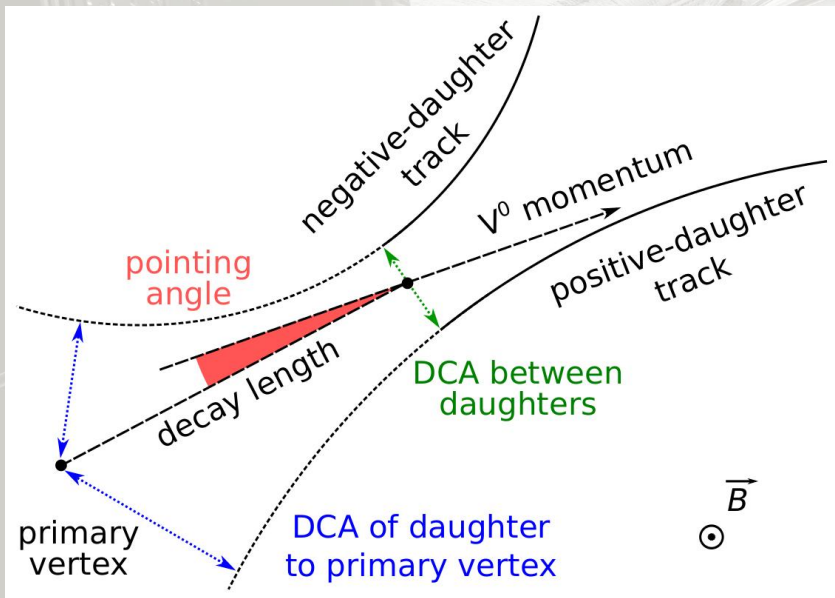 negative-daughter
track
V⁰ momentum
positive-daughter
track
pointing
angle
decay length
DCA between
daughters
primary
vertex
DCA of daughter
to primary vertex
B